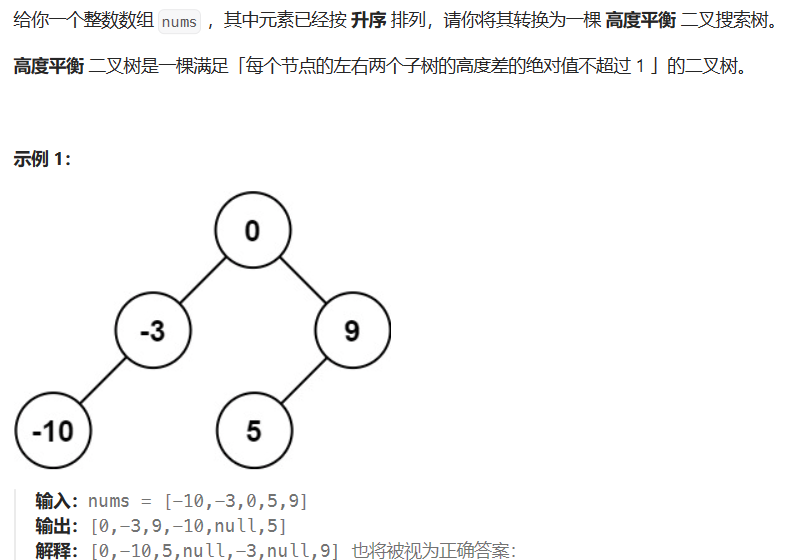 给你一个整数数组 nums ，其中元素已经按 升序 排列，请你将其转换为一棵 高度平衡 二叉搜索树。
高度平衡 二叉树是一棵满足「每个节点的左右两个子树的高度差的绝对值不超过 1 」的二叉树。
示例 1：
0
-3
9
-10
5
输入：nums = [-10,-3,0,5,9]
输出：[0,-3,9,-10,null,5]
解释：[0,-10,5,null,-3,null,9] 也将被视为正确答案：